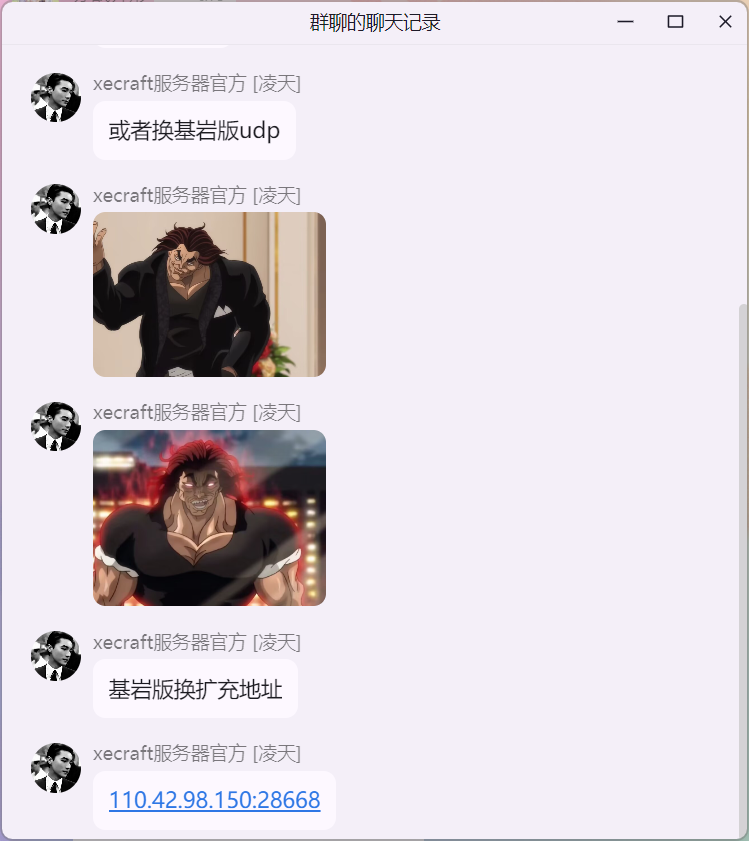 群聊的聊天记录
xecraft服务器官方 [凌天]
或者换基岩版udp
xecraft服务器官方 [凌天]
xecraft服务器官方 [凌天]
xecraft服务器官方 [凌天]
基岩版换扩充地址
xecraft服务器官方 [凌天]
110.42.98.150:28668